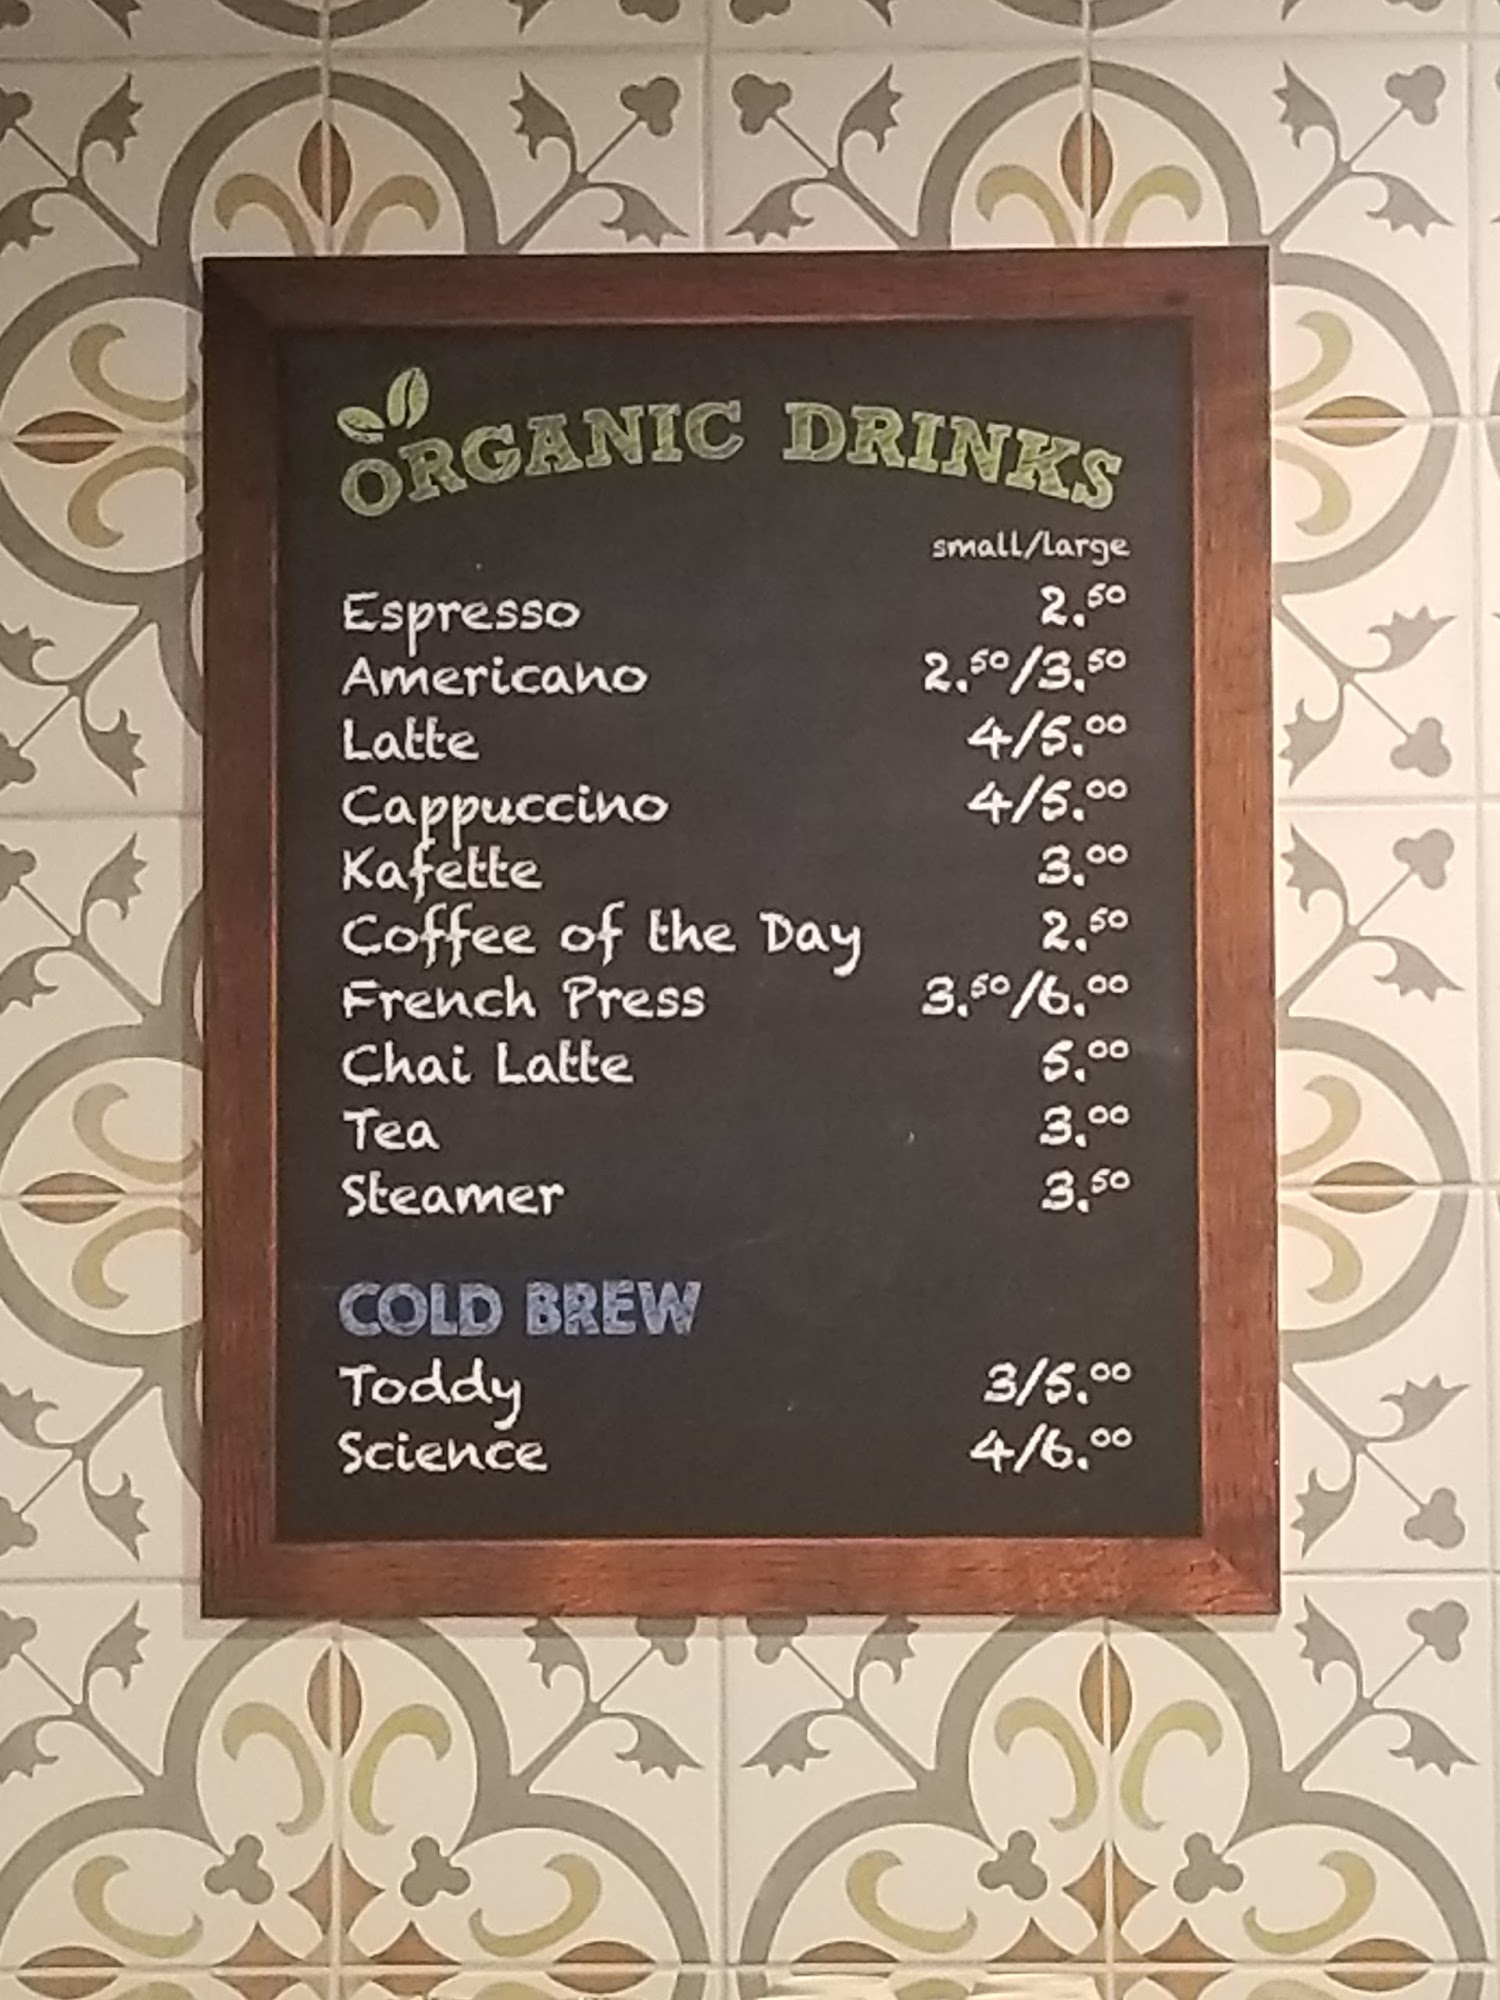 ORGANIC DRINKS
small/large
Espresso 2.50
Americano 2.50/3.50
Latte 4/5.00
Cappuccino 4/5.00
Kafette 3.00
Coffee of the Day 2.50
French Press 3.50/6.00
Chai Latte 5.00
Tea 3.00
Steamer 3.50
COLD BREW
Toddy 3/5.00
Science 4/6.00